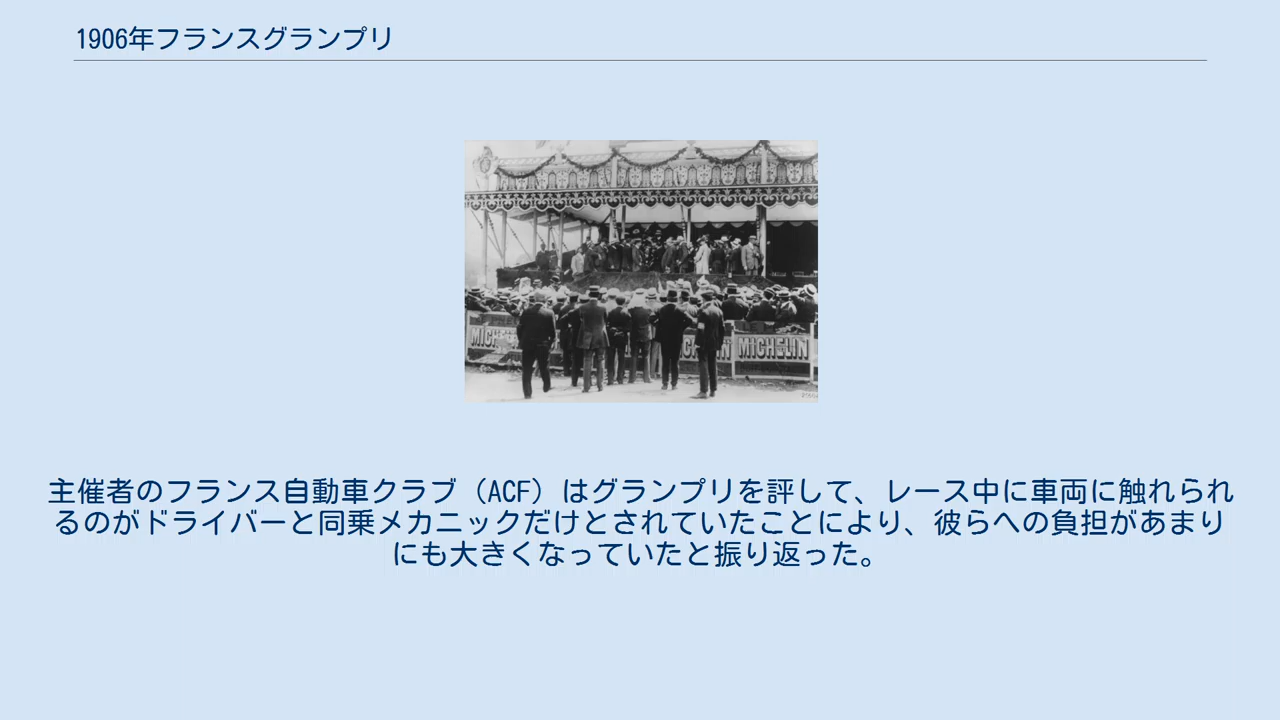 1906年フランスグランプリ
MICHELIN
主催者のフランス自動車クラブ（ACF）はグランプリを評して、レース中に車両に触れられ
るのがドライバーと同乗メカニックだけとされていたことにより、彼らへの負担があまり
にも大きくなっていたと振り返った。